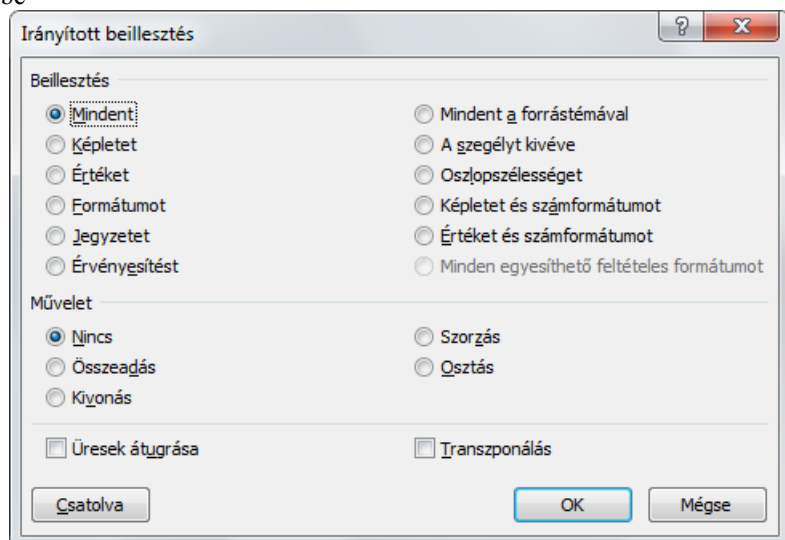 be
Irányított beillesztés
Beillesztés
Mindent
Képletet
Értéket
Formátumot
Jegyzetet
Érvényesítést
Mindent a forrástémával
A szegélyt kivéve
Oszlopszélességet
Képletet és számformátumot
Értéket és számformátumot
Minden egyesíthető feltételes formátumot
Művelet
Nincs
Összeadás
Kivonás
Szorzás
Osztás
Üresek átugrása
Transzponálás
Csatolva
OK
Mégse